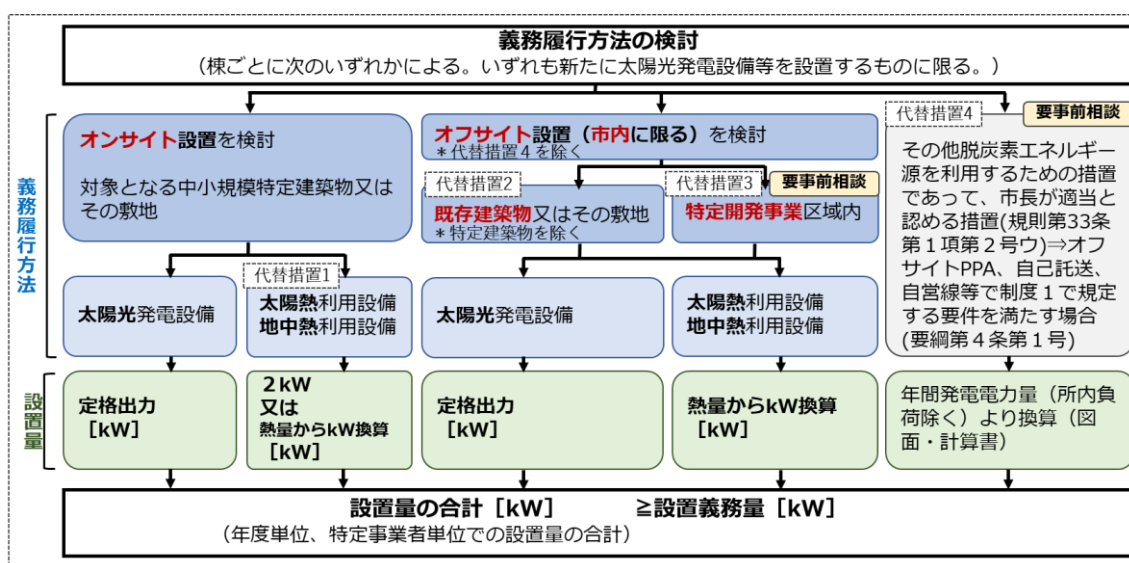 義務履行方法の検討
（棟ごとに次のいずれかによる。いずれも新たに太陽光発電設備等を設置するものに限る。）
義務履行方法
オンサイト設置を検討
対象となる中小規模特定建築物又は
その敷地
オフサイト設置（市内に限る）を検討
＊代替措置４を除く
代替措置2
既存建築物又はその敷地
＊特定建築物を除く
代替措置3
要事前相談
特定開発事業区域内
代替措置4
要事前相談
その他脱炭素エネルギー
源を利用するための措置
であって、市長が適当と
認める措置(規則第33条
第１項第２号ウ)⇒オフ
サイトPPA、自己託送、
自営線等で制度１で規定
する要件を満たす場合
(要綱第４条第１号)
太陽光発電設備
代替措置1
太陽熱利用設備
地中熱利用設備
太陽光発電設備
太陽熱利用設備
地中熱利用設備
設置量
定格出力
［kW］
２kW
又は
熱量からkW換算
［kW］
定格出力
［kW］
熱量からkW換算
［kW］
年間発電電力量（所内負
荷除く）より換算（図
面・計算書）
設置量の合計［kW］　≧設置義務量［kW］
（年度単位、特定事業者単位での設置量の合計）